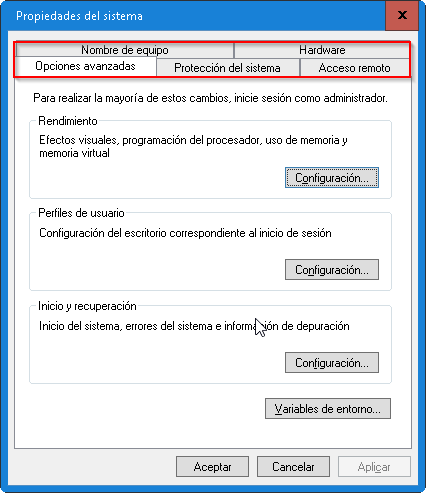 Propiedades del sistema
Nombre de equipo Hardware
Opciones avanzadas Protección del sistema Acceso remoto
Para realizar la mayoría de estos cambios, inicie sesión como administrador.
Rendimiento
Efectos visuales, programación del procesador, uso de memoria y
memoria virtual
Configuración...
Perfiles de usuario
Configuración del escritorio correspondiente al inicio de sesión
Configuración...
Inicio y recuperación
Inicio del sistema, errores del sistema e información de depuración
Configuración...
Variables de entorno...
Aceptar Cancelar Aplicar